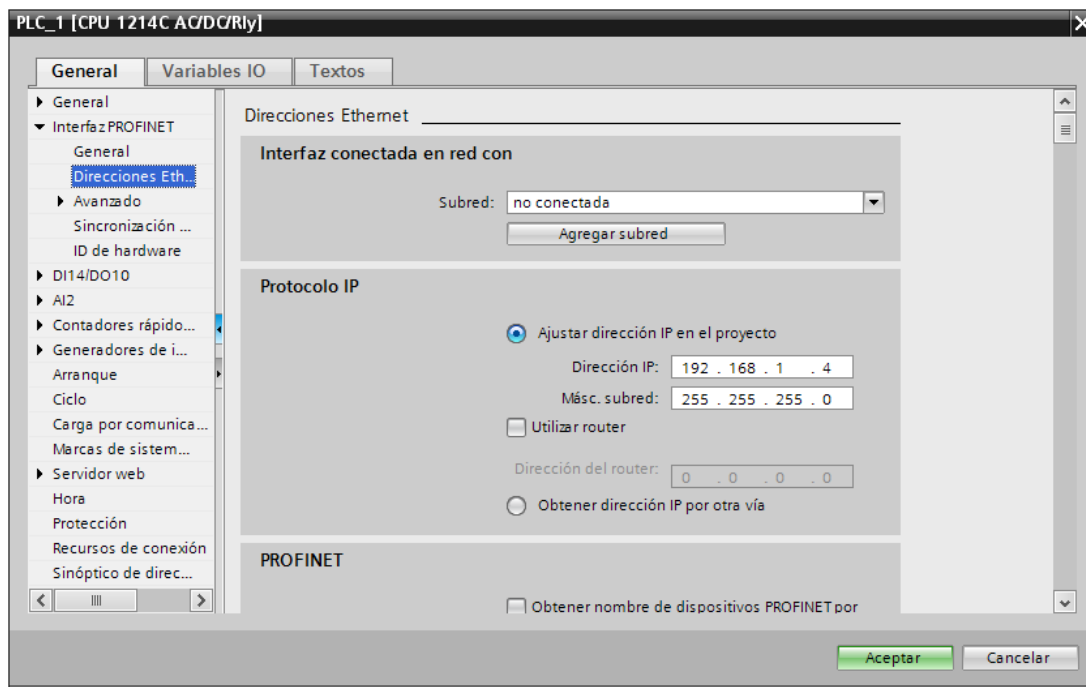 PLC_1 [CPU 1214C AC/DC/Rly]
General
Variables IO
Textos
General
Interfaz PROFINET
General
Direcciones Eth...
Avanzado
Sincronización ...
ID de hardware
DI14/DO10
AI2
Contadores rápido...
Generadores de i...
Arranque
Ciclo
Carga por comunica...
Marcas de sistem...
Servidor web
Hora
Protección
Recursos de conexión
Sinóptico de direc...
Direcciones Ethernet
Interfaz conectada en red con
Subred: no conectada
Agregar subred
Protocolo IP
Ajustar dirección IP en el proyecto
Dirección IP: 192 . 168 . 1 . 4
Másc. subred: 255 . 255 . 255 . 0
Utilizar router
Dirección del router: 0 . 0 . 0 . 0
Obtener dirección IP por otra vía
PROFINET
Obtener nombre de dispositivos PROFINET por
Aceptar
Cancelar